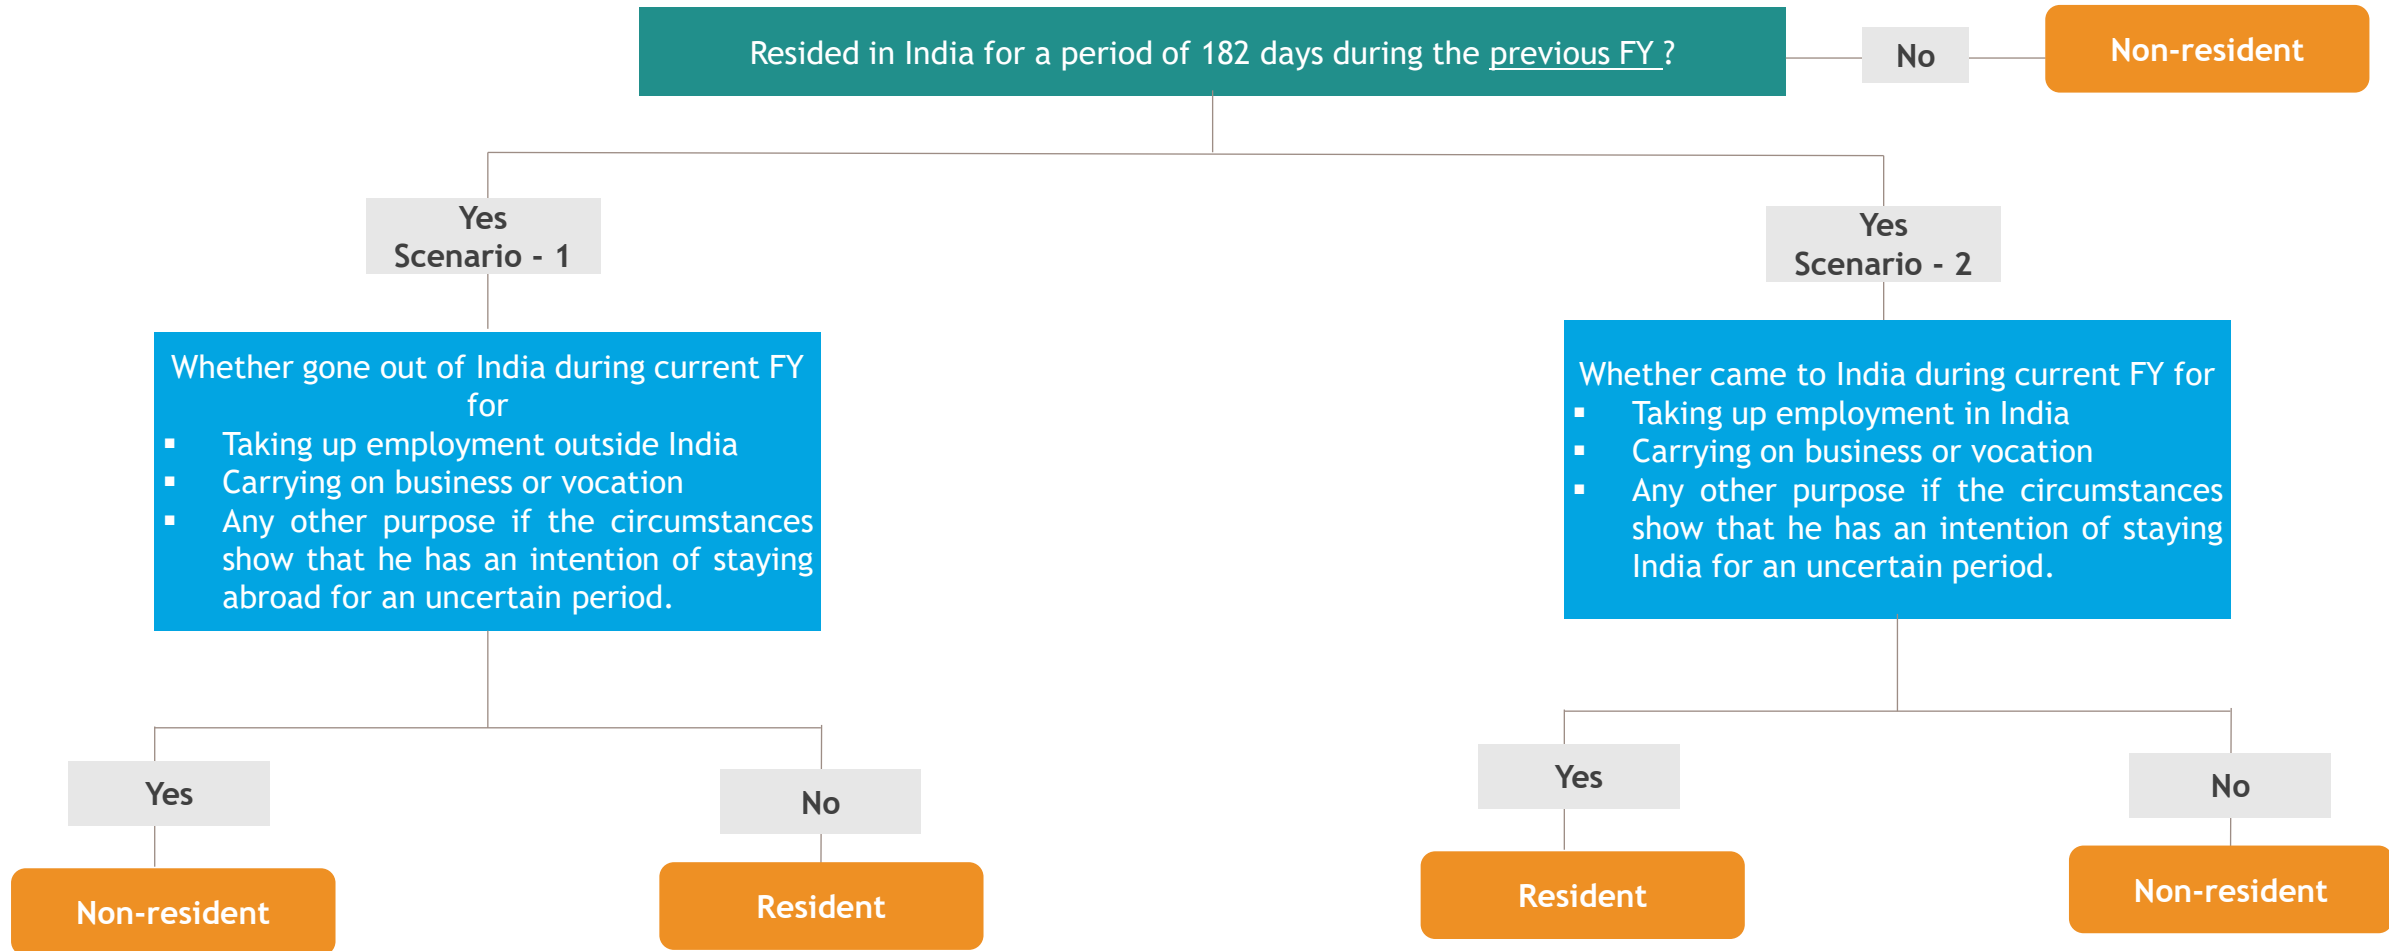 Resided in India for a period of 182 days during the previous FY ?
No
Non-resident
Yes
Scenario - 1
Yes
Scenario - 2
Whether gone out of India during current FY
for
▪ Taking up employment outside India
▪ Carrying on business or vocation
▪ Any other purpose if the circumstances
show that he has an intention of staying
abroad for an uncertain period.
Whether came to India during current FY for
▪ Taking up employment in India
▪ Carrying on business or vocation
▪ Any other purpose if the circumstances
show that he has an intention of staying
India for an uncertain period.
Yes
No
Yes
No
Non-resident
Resident
Resident
Non-resident